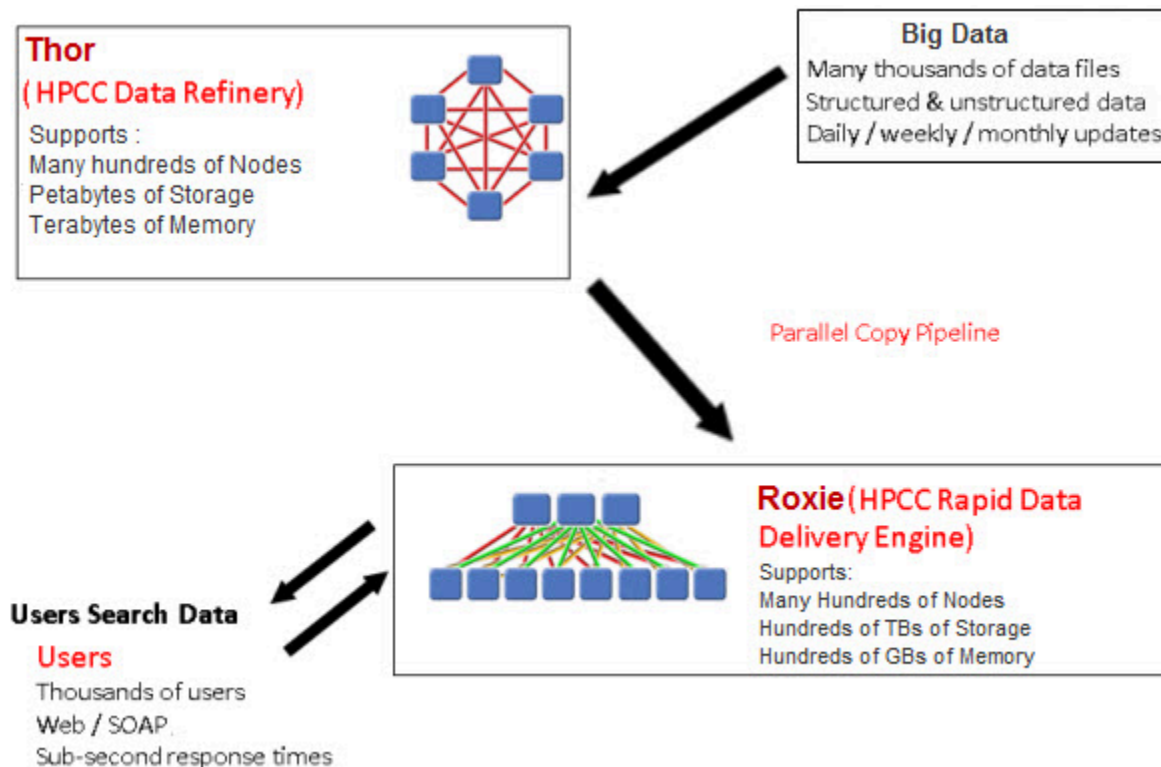 Thor
(HPCC Data Refinery)
Supports :
Many hundreds of Nodes
Petabytes of Storage
Terabytes of Memory
Big Data
Many thousands of data files
Structured & unstructured data
Daily / weekly / monthly updates
Parallel Copy Pipeline
Roxie (HPCC Rapid Data
Delivery Engine)
Supports:
Many Hundreds of Nodes
Hundreds of TBs of Storage
Hundreds of GBs of Memory
Users Search Data
Users
Thousands of users
Web / SOAP
Sub-second response times